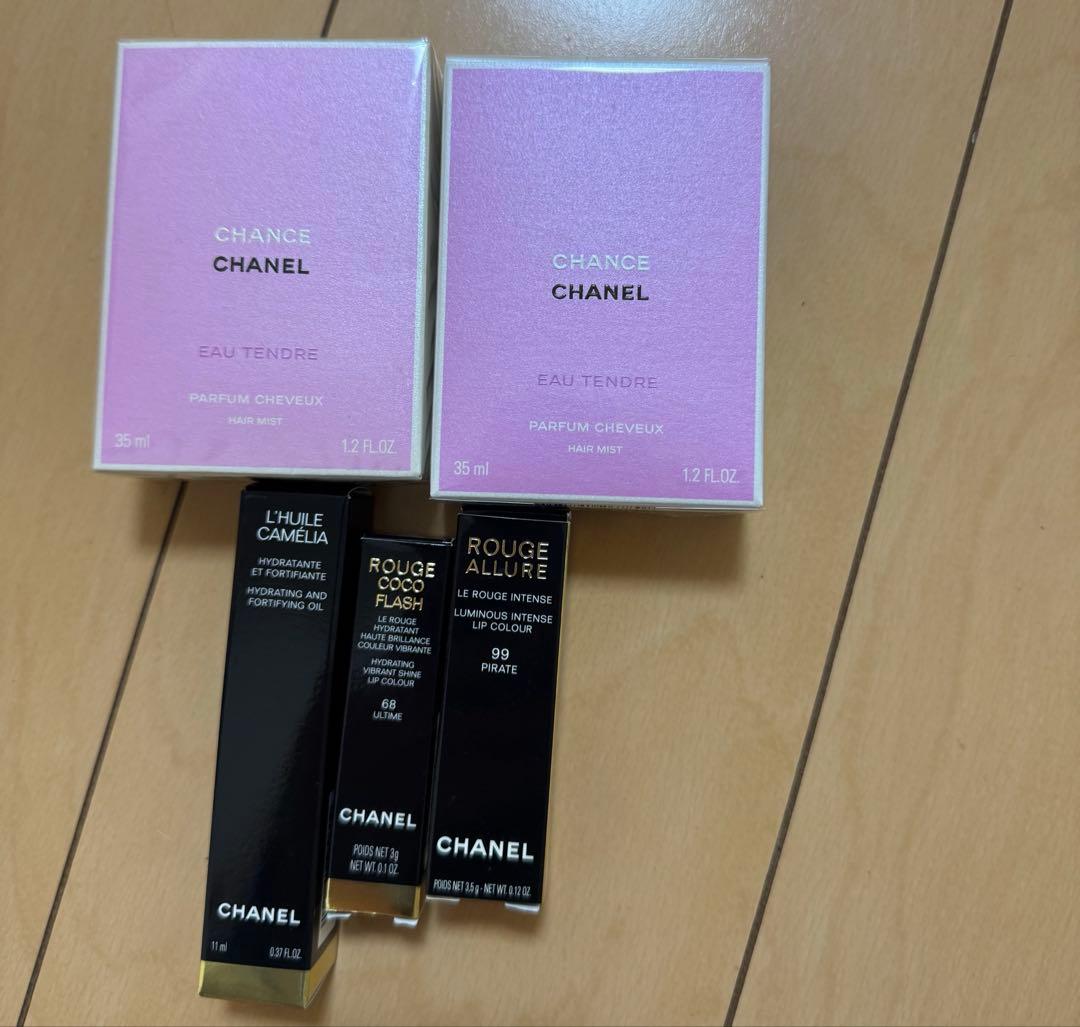 CHANCE
CHANEL
EAU TENDRE
PARFUM CHEVEUX
HAIR MIST
35 ml
1.2 FL.OZ.
CHANCE
CHANEL
EAU TENDRE
PARFUM CHEVEUX
HAIR MIST
35 ml
1.2 FL.OZ.
L'HUILE
CAMÉLIA
HYDRATANTE
ET FORTIFIANTE
HYDRATING AND
FORTIFYING OIL
CHANEL
11 ml
0.37 FL.OZ.
ROUGE
COCO
FLASH
LE ROUGE
HYDRATANT
HAUTE BRILLANCE
COULEUR VIBRANTE
HYDRATING
VIBRANT SHINE
LIP COLOUR
68
ULTIME
CHANEL
POIDS NET 3g
NET WT. 0.1 OZ.
ROUGE
ALLURE
LE ROUGE INTENSE
LUMINOUS INTENSE
LIP COLOUR
99
PIRATE
CHANEL
POIDS NET 3,5 g - NET WT. 0.12 OZ.